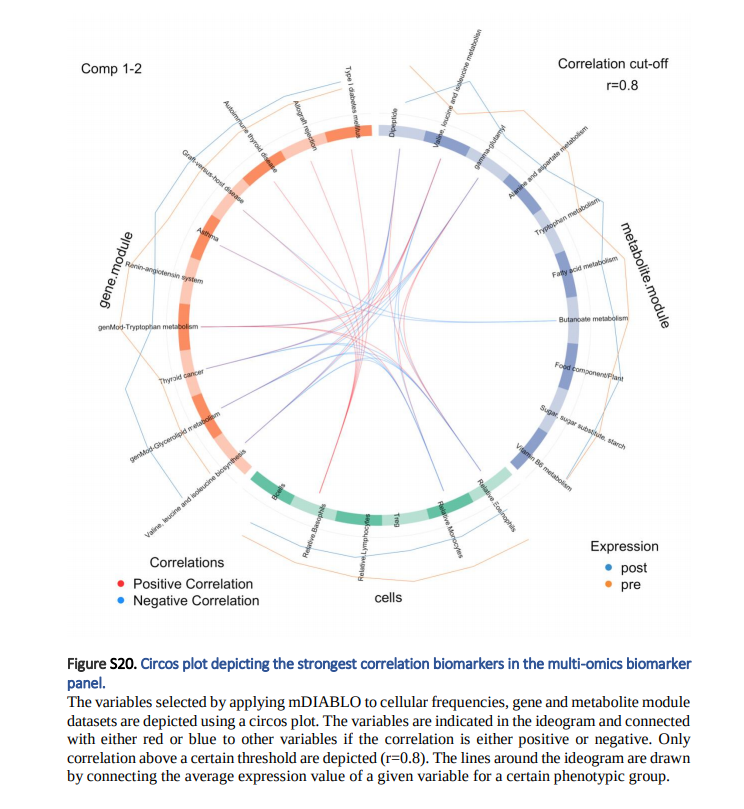 Comp 1-2
Correlation cut-off
r=0.8
Type I diabetes mellitus
Allograft rejection
Autoimmune thyroid disease
Graft-versus-host disease
Asthma
Renin-angiotensin system
genMod-Tryptophan metabolism
Thyroid cancer
genMod-Glycerolipid metabolism
Valine, leucine and isoleucine biosynthesis
gene.module
Dipeptide
Valine, leucine and isoleucine metabolism
gamma-glutamyl
Alanine and aspartate metabolism
Tryptophan metabolism
Fatty acid metabolism
Butanoate metabolism
Food component/Plant
Sugar, sugar substitute, starch
Vitamin B6 metabolism
metabolite.module
Bcells
Relative.Basophils
Relative.Lymphocytes
Treg
Relative.Monocytes
Relative.Eosinophils
cells
Correlations
Positive Correlation
Negative Correlation
Expression
post
pre
Figure S20. Circos plot depicting the strongest correlation biomarkers in the multi-omics biomarker
panel.
The variables selected by applying mDIABLO to cellular frequencies, gene and metabolite module
datasets are depicted using a circos plot. The variables are indicated in the ideogram and connected
with either red or blue to other variables if the correlation is either positive or negative. Only
correlation above a certain threshold are depicted (r=0.8). The lines around the ideogram are drawn
by connecting the average expression value of a given variable for a certain phenotypic group.